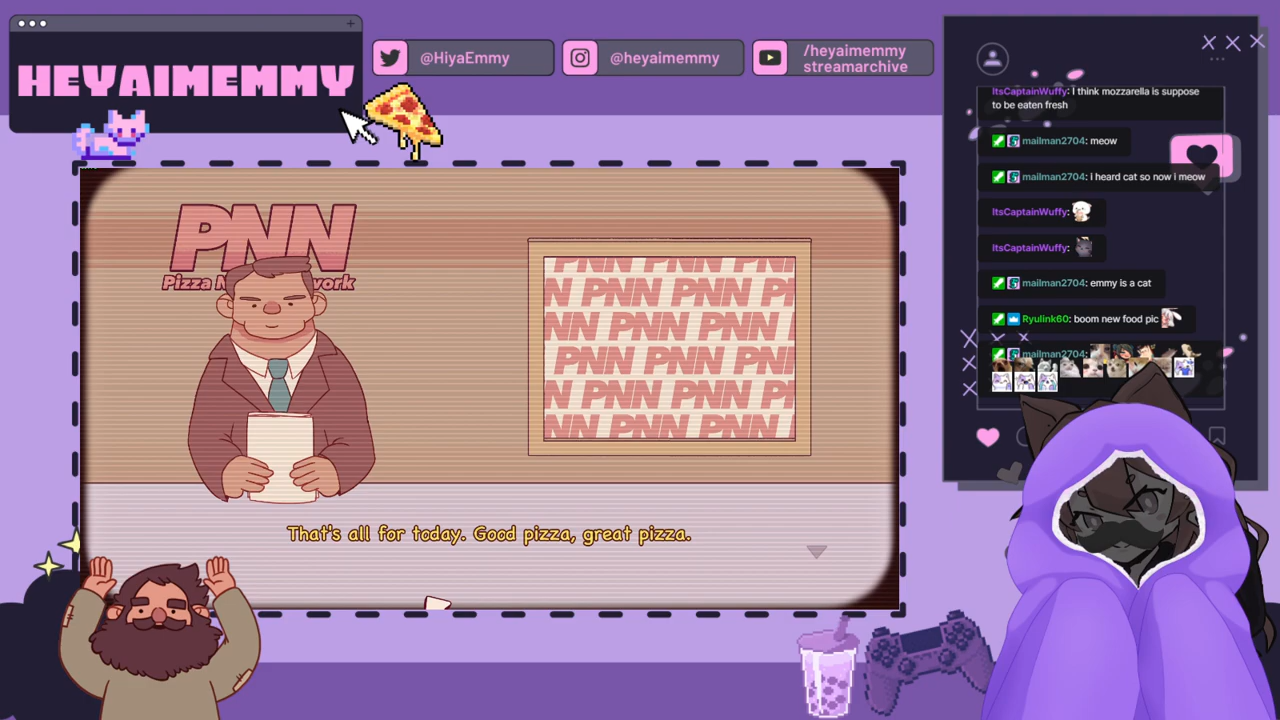 HEYAIMEMMY
@HiyaEmmy
@heyaimemmy
/heyaimemmy
streamarchive
ItsCaptainWuffy: I think mozzarella is suppose
to be eaten fresh
mailman2704: meow
mailman2704: i heard cat so now i meow
ItsCaptainWuffy:
ItsCaptainWuffy:
mailman2704: emmy is a cat
Ryulink60: boom new food pic
mailman2704:
PNN
Pizza N work
PNN PNN PNN
N PNN PNN PN
NN PNN PNN P
PNN PNN PNN
N PNN PNN PN
NN PNN PNN P
That's all for today. Good pizza, great pizza.